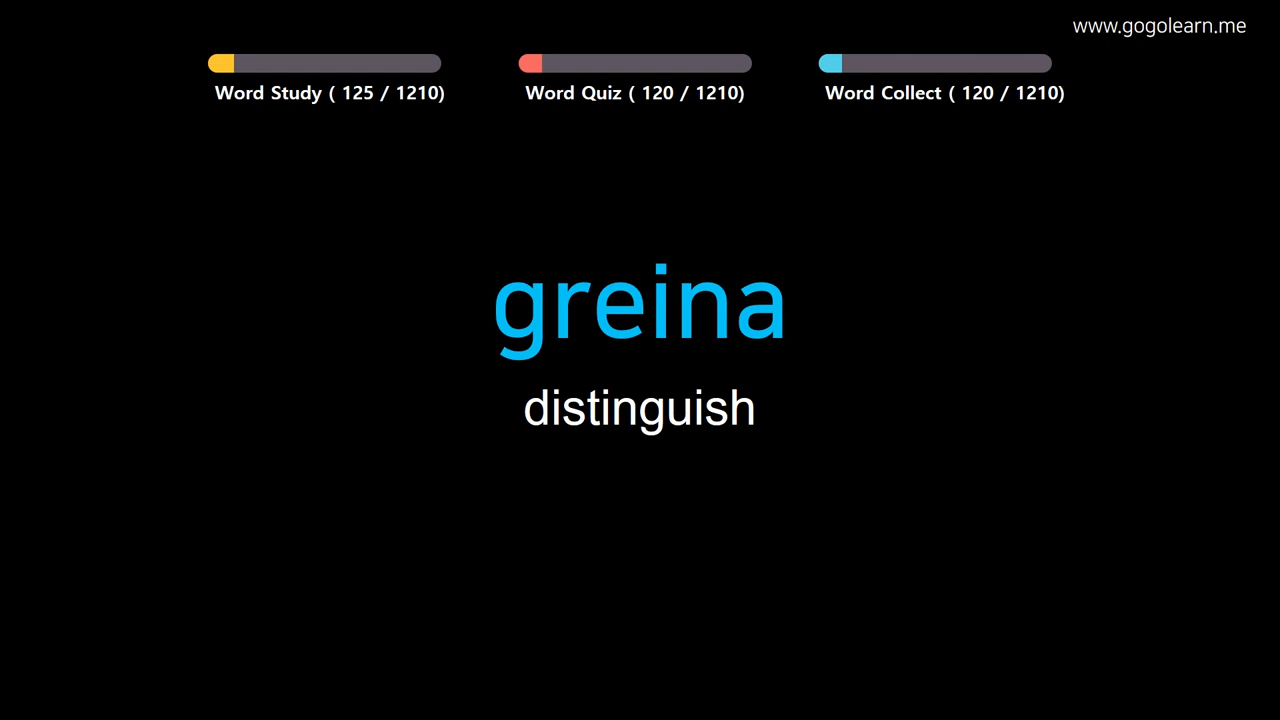 www.gogolearn.me
Word Study ( 125 / 1210)
Word Quiz ( 120 / 1210)
Word Collect ( 120 / 1210)
greina
distinguish